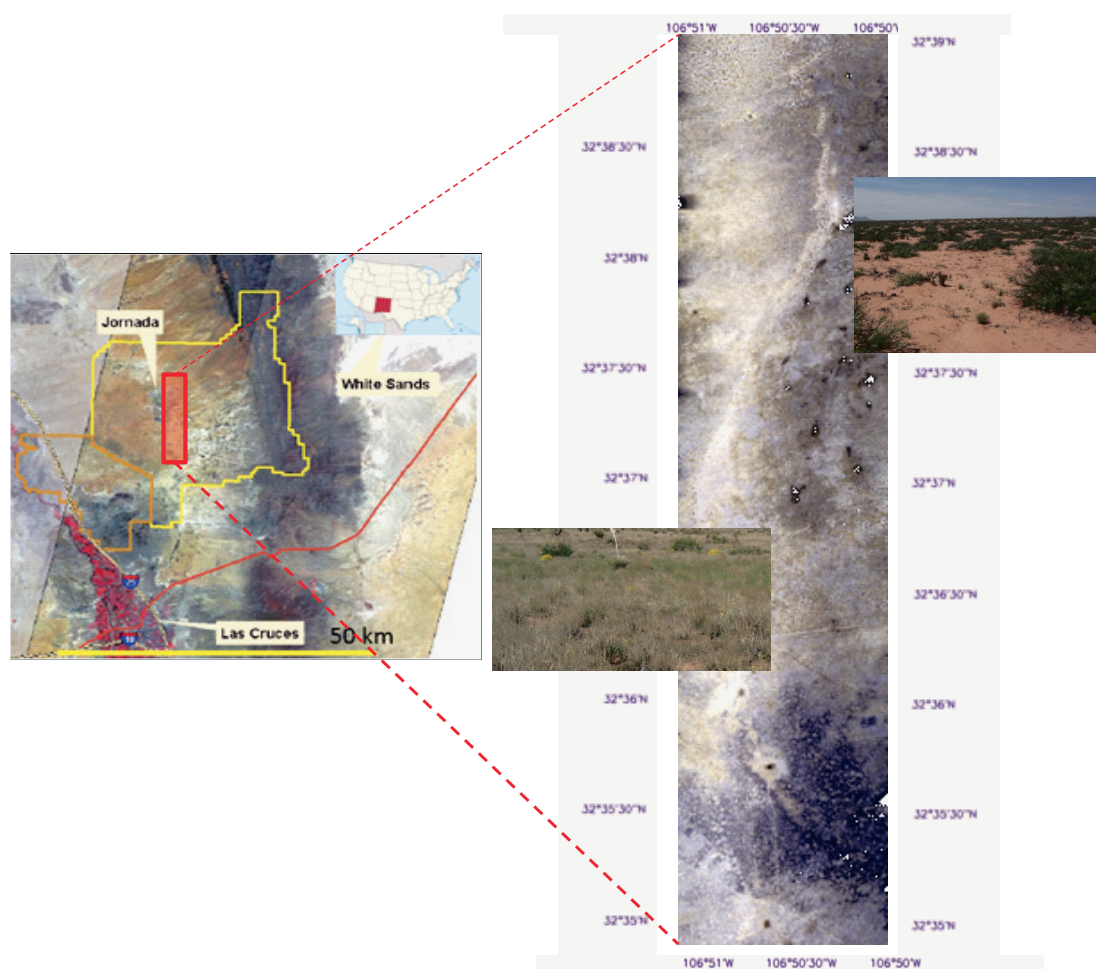 106°51'W 106°50'30"W 106°50'
32°39'N
32°38'30"N 32°38'30"N
32°38'N
Jornada
White Sands
32°37'30"N 32°37'30"N
32°37'N 32°37'N
32°36'30"N
Las Cruces
50 km
32°36'N 32°36'N
32°35'30"N 32°35'30"N
32°35'N 32°35'N
106°51'W 106°50'30"W 106°50'W